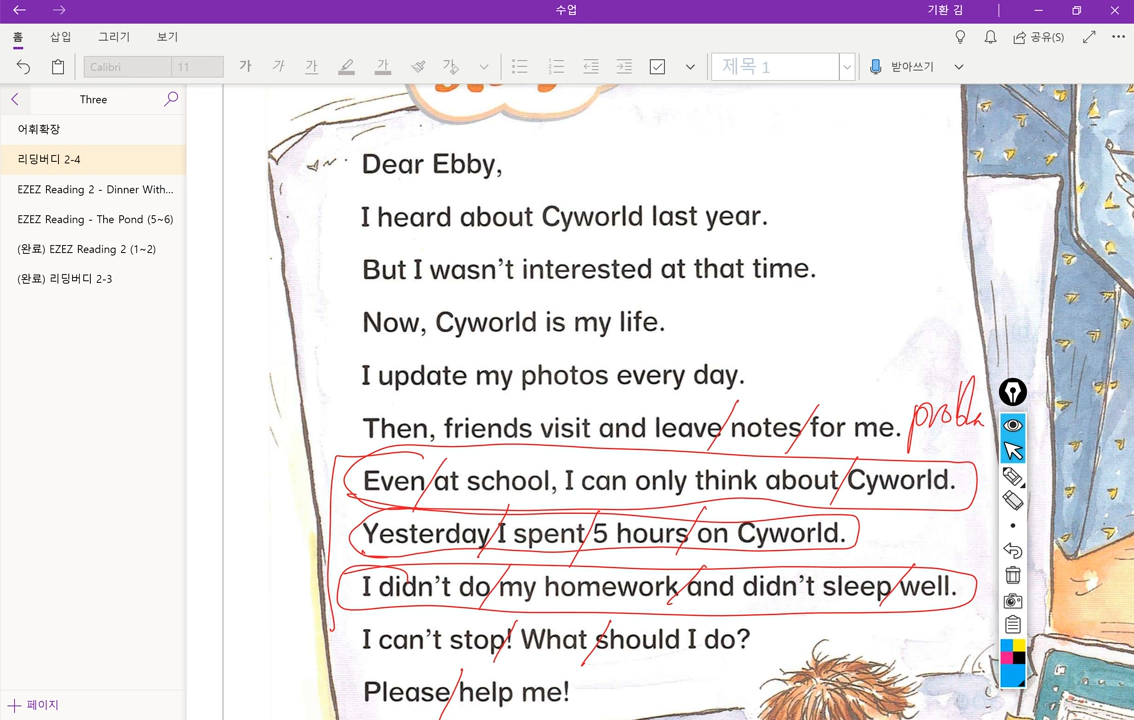 수업
기환 김
홈
삽입
그리기
보기
공유(S)
Calibri
11
가 가 가 가
제목 1
받아쓰기
Three
어휘확장
리딩버디 2-4
EZEZ Reading 2 - Dinner With...
EZEZ Reading - The Pond (5~6)
(완료) EZEZ Reading 2 (1~2)
(완료) 리딩버디 2-3
페이지
Dear Ebby,
I heard about Cyworld last year.
But I wasn't interested at that time.
Now, Cyworld is my life.
I update my photos every day.
Then, friends visit and leave notes for me.
Even at school, I can only think about Cyworld.
Yesterday I spent 5 hours on Cyworld.
I didn't do my homework and didn't sleep well.
I can't stop! What should I do?
Please help me!